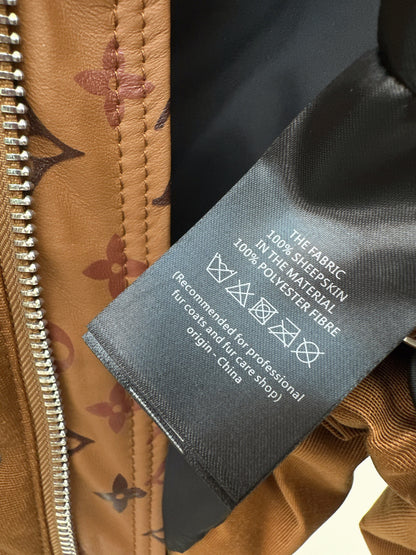 THE FABRIC
100% SHEEPSKIN
IN THE MATERIAL
100% POLYESTER FIBRE
(Recommended for professional
fur coats and fur care shop)
origin - China